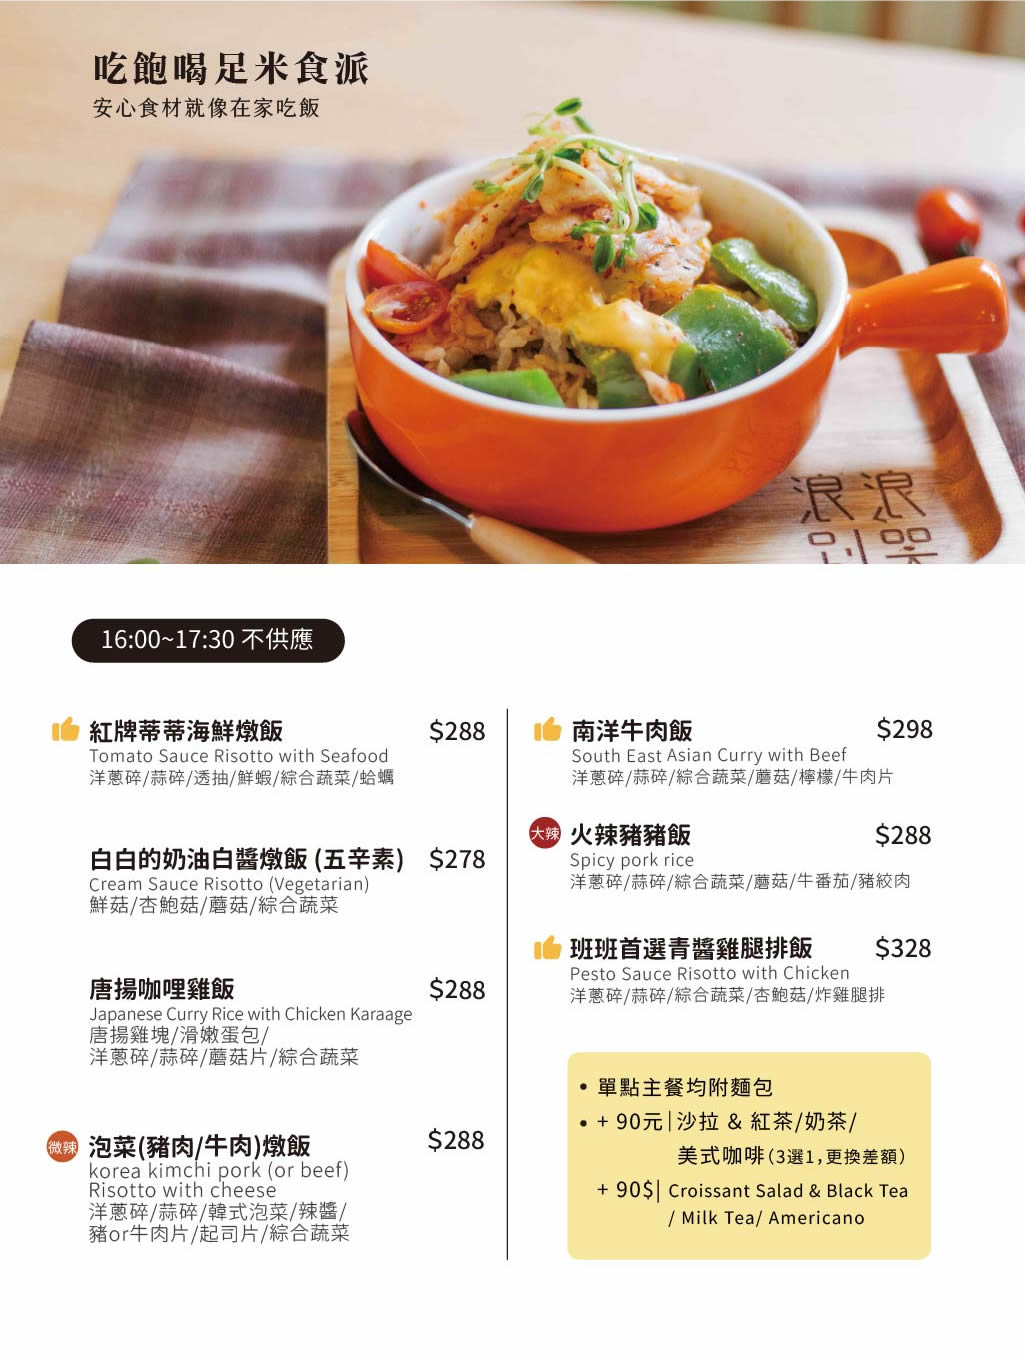 吃飽喝足米食派
安心食材就像在家吃飯
浪浪
別哭
16:00~17:30 不供應
紅牌蒂蒂海鮮燉飯 $288
Tomato Sauce Risotto with Seafood
洋蔥碎/蒜碎/透抽/鮮蝦/綜合蔬菜/蛤蠣
白白的奶油白醬燉飯 (五辛素) $278
Cream Sauce Risotto (Vegetarian)
鮮菇/杏鮑菇/蘑菇/綜合蔬菜
唐揚咖哩雞飯 $288
Japanese Curry Rice with Chicken Karaage
唐揚雞塊/滑嫩蛋包/
洋蔥碎/蒜碎/蘑菇片/綜合蔬菜
微辣 泡菜(豬肉/牛肉)燉飯 $288
korea kimchi pork (or beef)
Risotto with cheese
洋蔥碎/蒜碎/韓式泡菜/辣醬/
豬or牛肉片/起司片/綜合蔬菜
南洋牛肉飯 $298
South East Asian Curry with Beef
洋蔥碎/蒜碎/綜合蔬菜/蘑菇/檸檬/牛肉片
大辣 火辣豬豬飯 $288
Spicy pork rice
洋蔥碎/蒜碎/綜合蔬菜/蘑菇/牛番茄/豬絞肉
班班首選青醬雞腿排飯 $328
Pesto Sauce Risotto with Chicken
洋蔥碎/蒜碎/綜合蔬菜/杏鮑菇/炸雞腿排
• 單點主餐均附麵包
• + 90元|沙拉 & 紅茶/奶茶/
美式咖啡(3選1,更換差額)
+ 90$| Croissant Salad & Black Tea
/ Milk Tea/ Americano